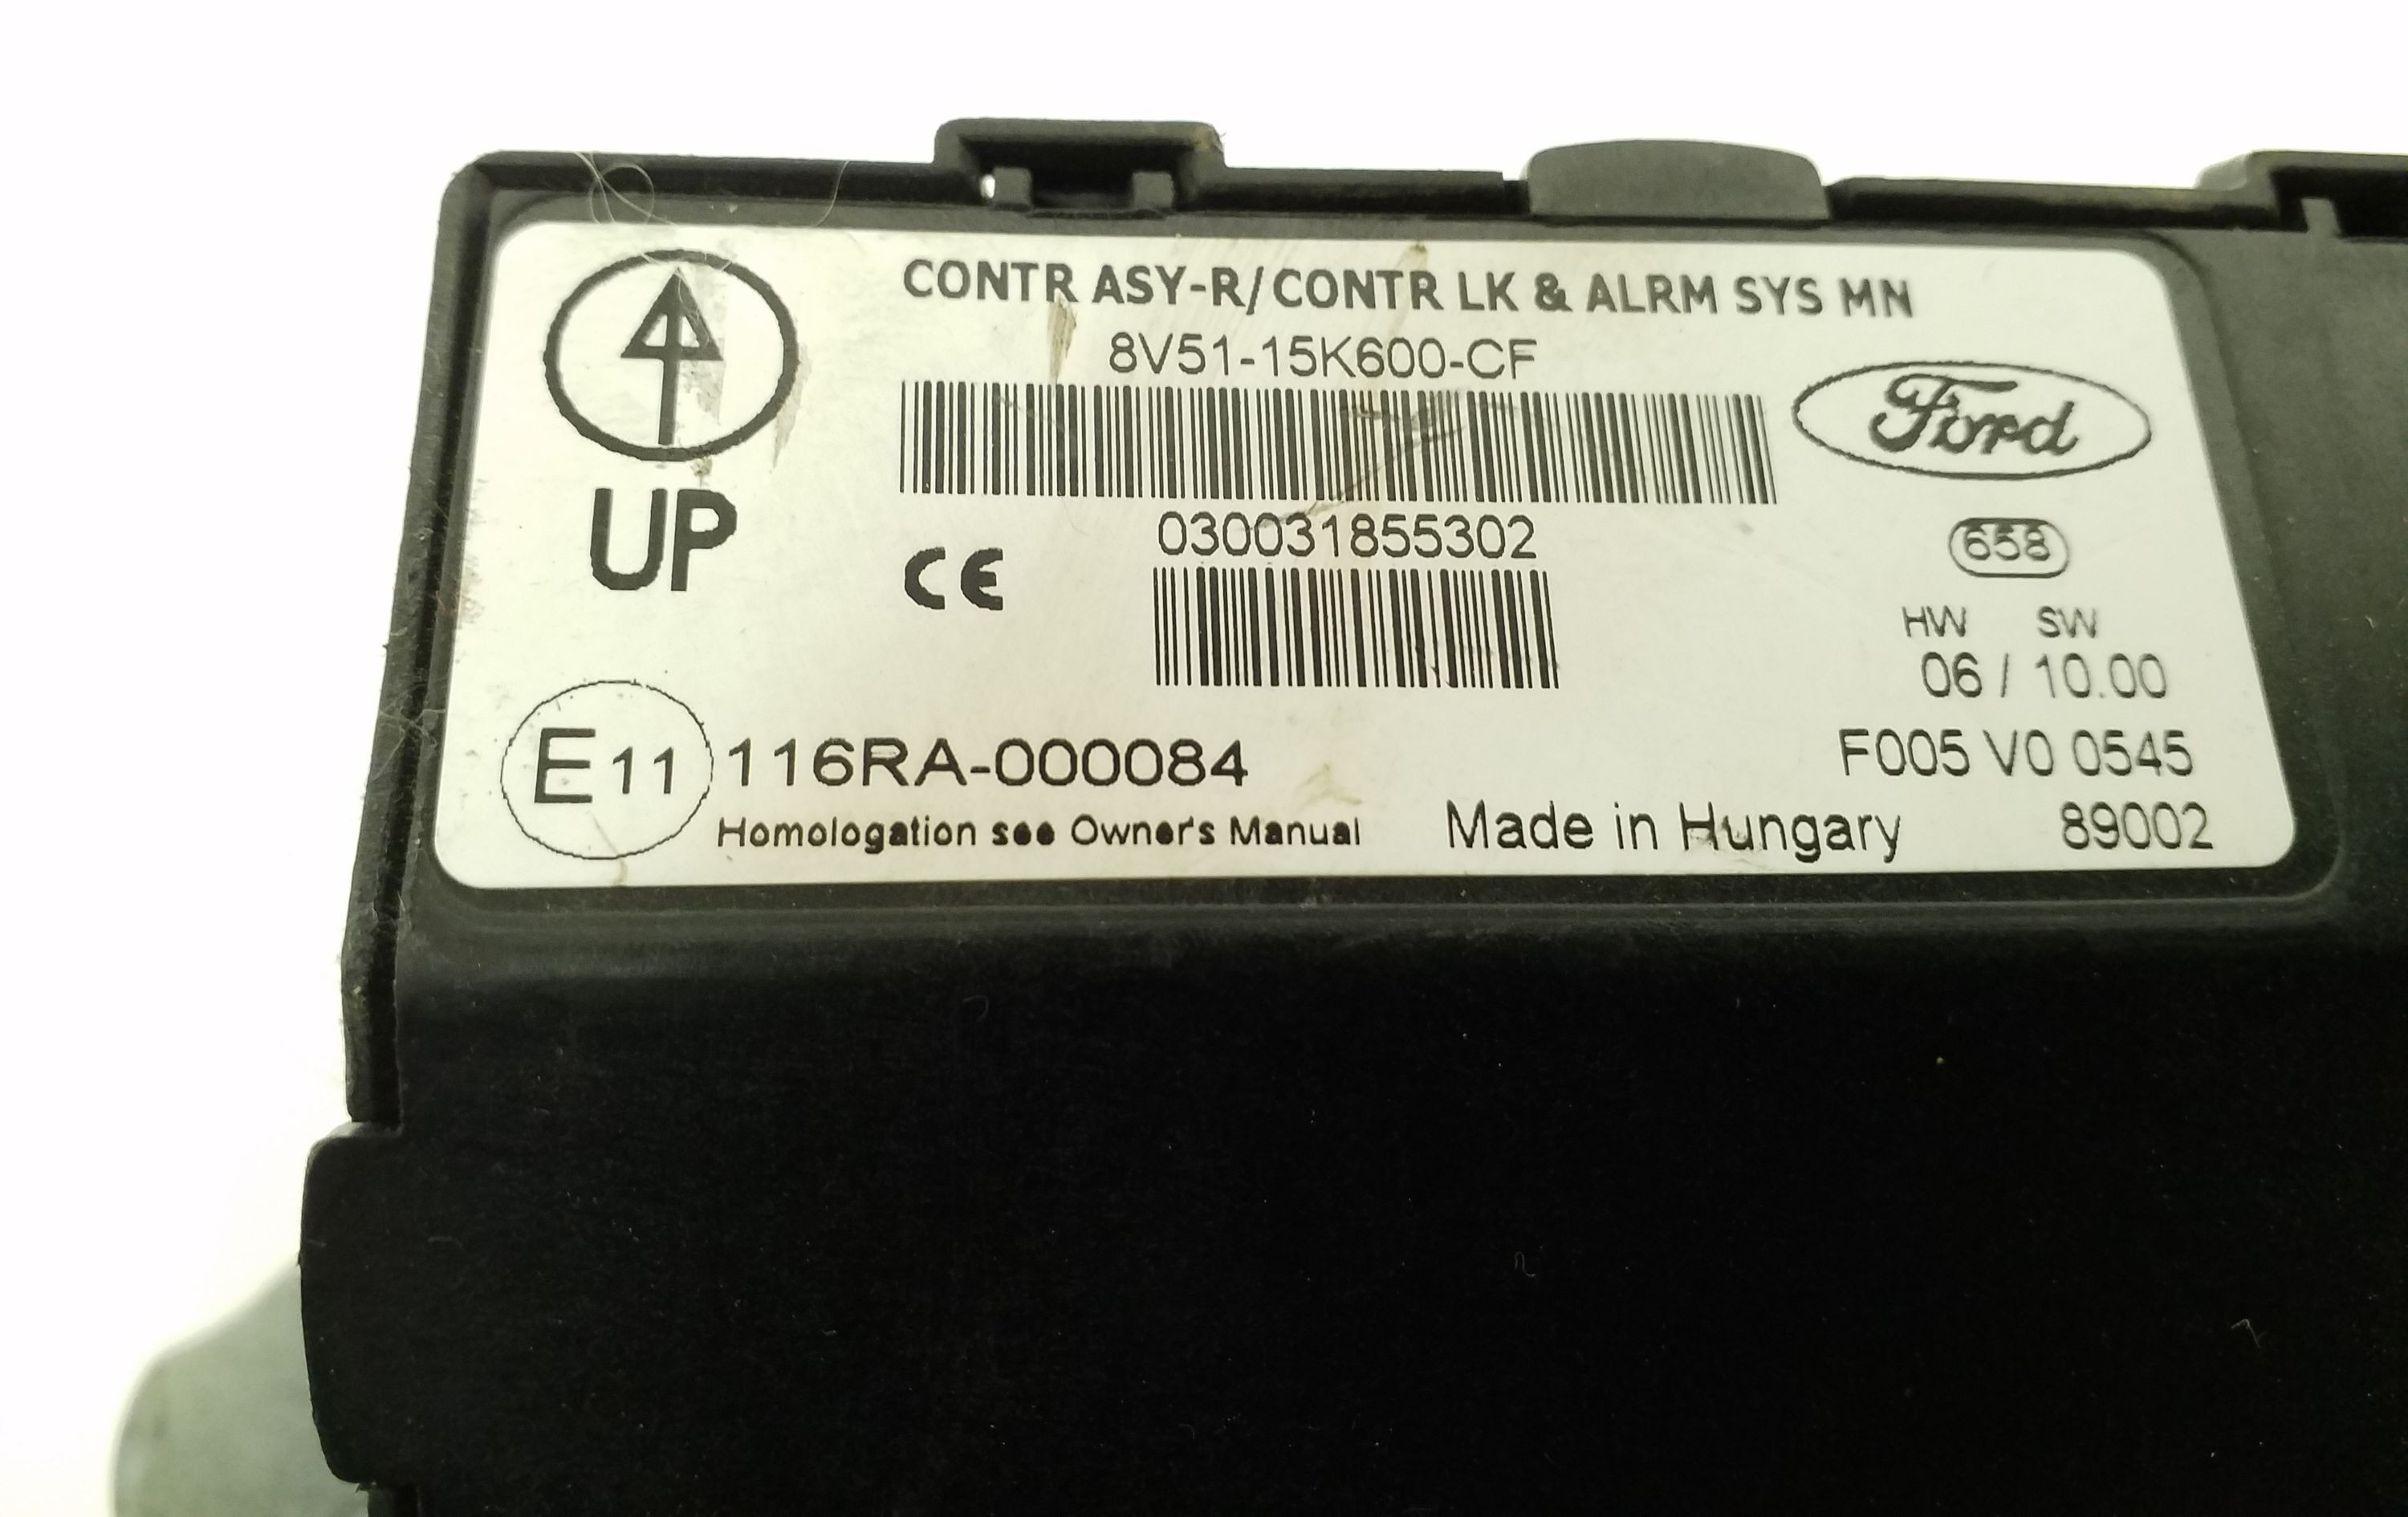 CONTR ASY-R/CONTR LK & ALRM SYS MN
8V51-15K600-CF
Ford
UP
CE
030031855302
658
HW SW
06 / 10.00
E11 116RA-000084
F005 V0 0545
Homologation see Owner's Manual
Made in Hungary
89002